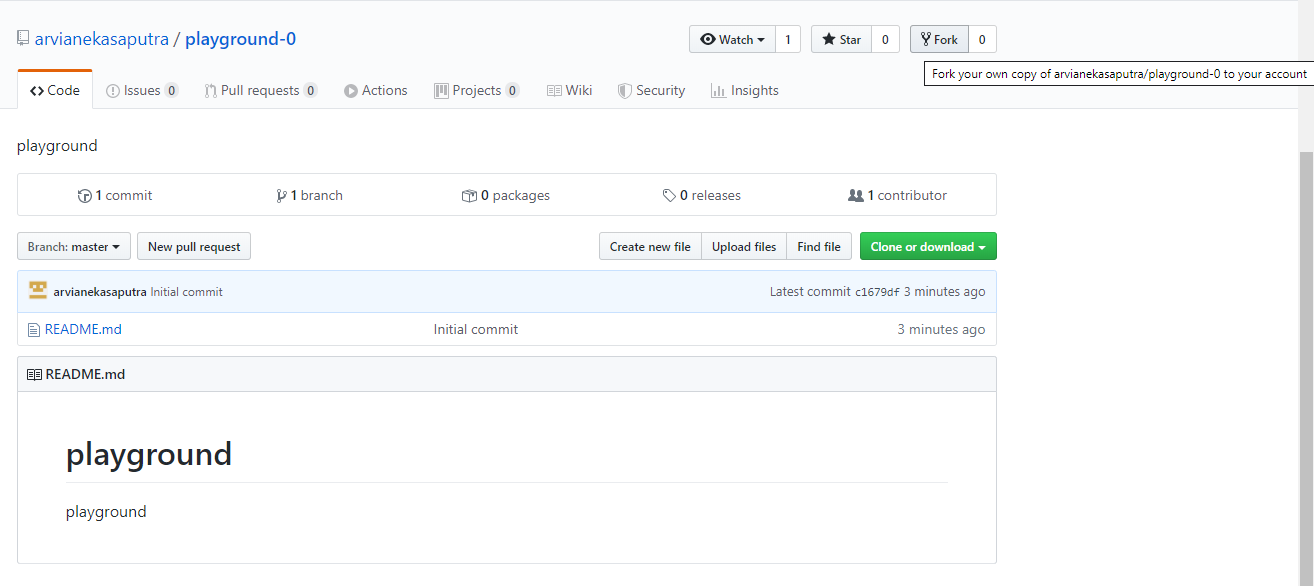 arvianekasaputra / playground-0
Watch 1 Star 0 Fork 0
Fork your own copy of arvianekasaputra/playground-0 to your account
Code Issues 0 Pull requests 0 Actions Projects 0 Wiki Security Insights
playground
1 commit 1 branch 0 packages 0 releases 1 contributor
Branch: master New pull request Create new file Upload files Find file Clone or download
arvianekasaputra Initial commit Latest commit c1679df 3 minutes ago
README.md Initial commit 3 minutes ago
README.md
playground
playground